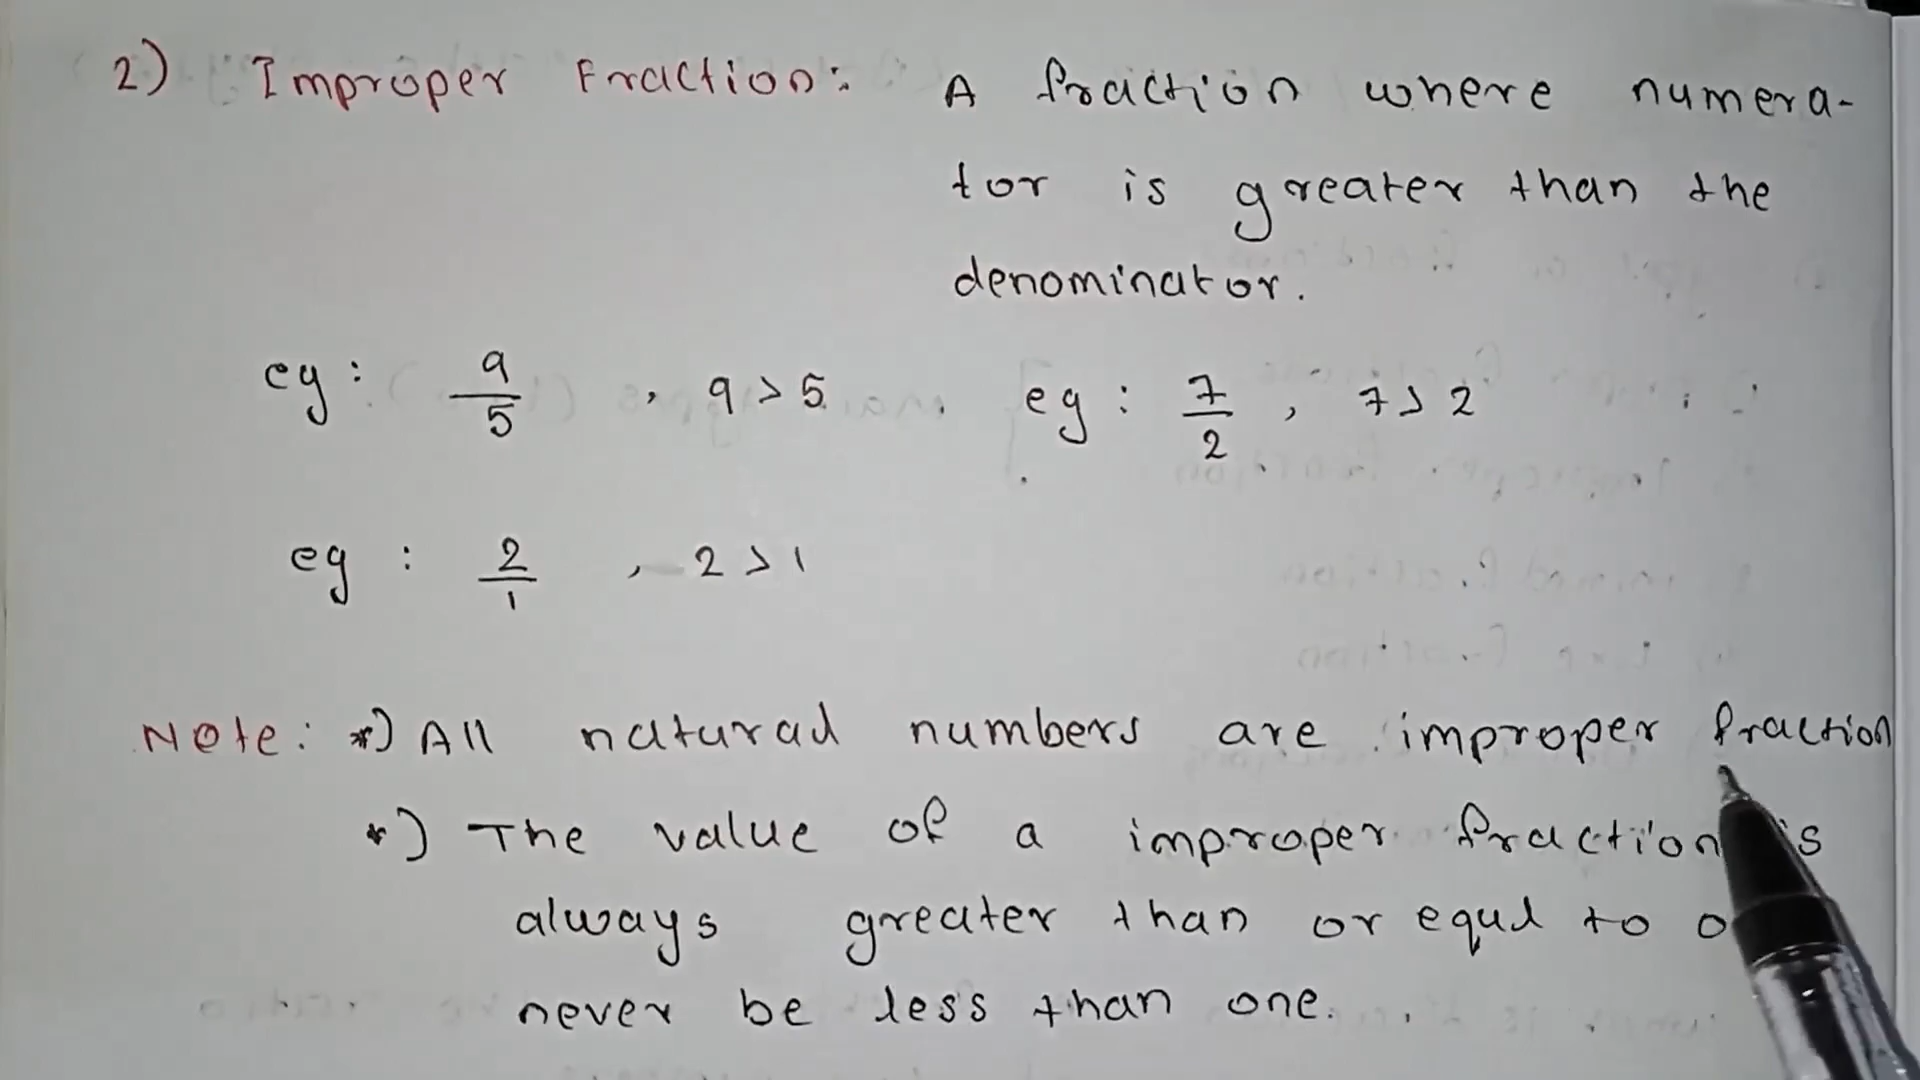 2) Improper Fraction: A fraction where numera-
tor is greater than the
denominator.
eg: 9/5 , 9>5 eg: 7/2 , 7>2
eg : 2/1 , 2>1
Note: *) All natural numbers are improper fraction
*) The value of a improper fraction is
always greater than or equal to
never be less than one.